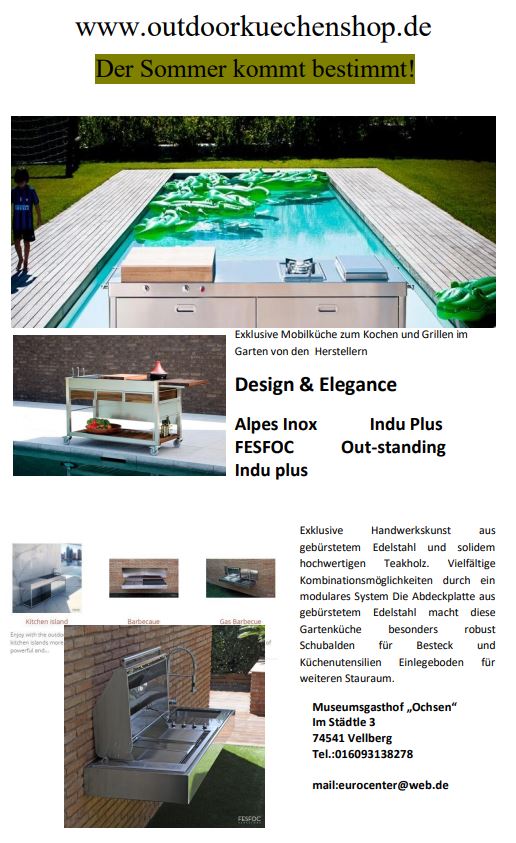 www.outdoorkuechenshop.de
Der Sommer kommt bestimmt!
Exklusive Mobilküche zum Kochen und Grillen im
Garten von den Herstellern
Design & Elegance
Alpes Inox Indu Plus
FESFOC Out-standing
Indu plus
Exklusive Handwerkskunst aus
gebürstetem Edelstahl und solidem
hochwertigen Teakholz. Vielfältige
Kombinationsmöglichkeiten durch ein
modulares System Die Abdeckplatte aus
gebürstetem Edelstahl macht diese
Gartenküche besonders robust
Schubalden für Besteck und
Küchenutensilien Einlegeboden für
weiteren Stauraum.
Kitchen island Barbecaue Gas Barbecue
Enjoy with the outdoo
kitchen islands more of
powerful and...
Museumsgasthof „Ochsen“
Im Städtle 3
74541 Vellberg
Tel.:016093138278
mail:eurocenter@web.de
FESFOC